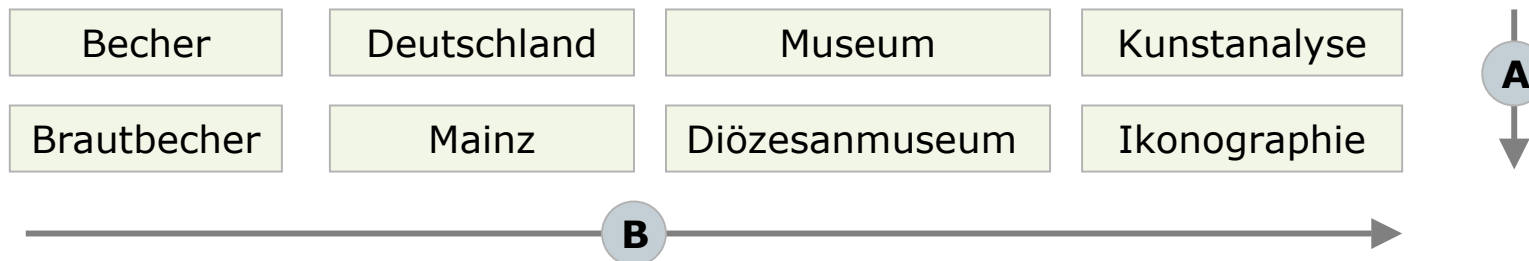 Becher Deutschland Museum Kunstanalyse
A
Brautbecher Mainz Diözesanmuseum Ikonographie
B